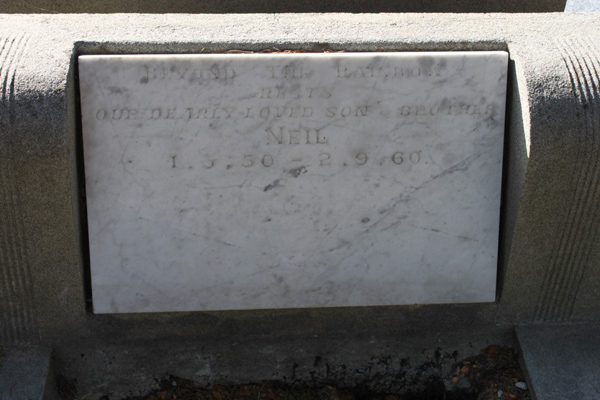 BEYOND THE RAINBOW
RESTS
OUR DEARLY LOVED SON BROTHER
NEIL
1.5.50 – 2.9.60.